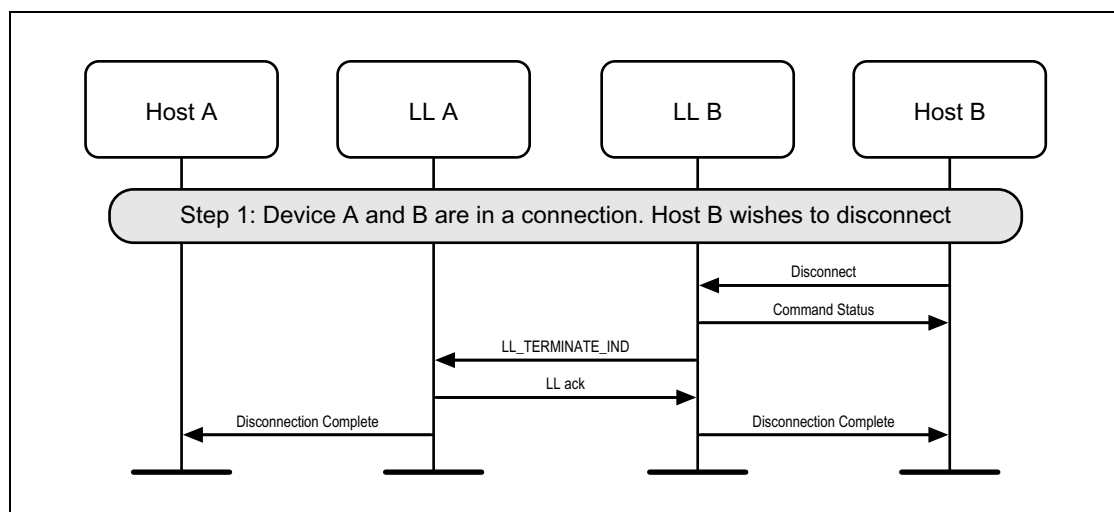 Host A
LL A
LL B
Host B
Step 1: Device A and B are in a connection. Host B wishes to disconnect
Disconnect
Command Status
LL_TERMINATE_IND
LL ack
Disconnection Complete
Disconnection Complete